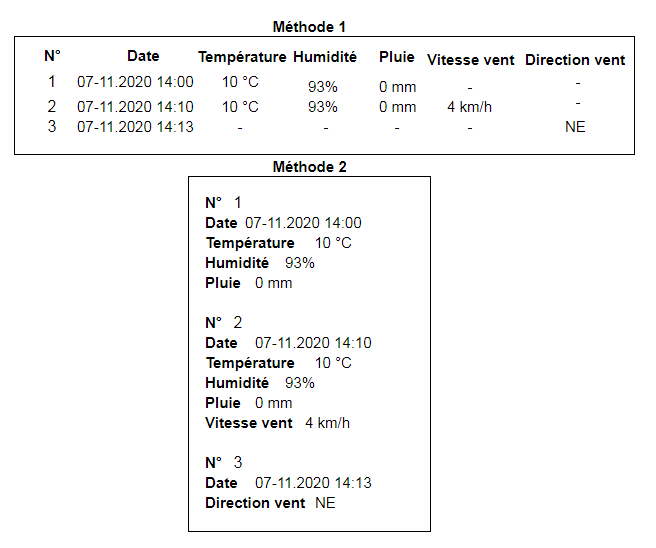 Méthode 1
N° Date Température Humidité Pluie Vitesse vent Direction vent
1 07-11.2020 14:00 10 °C 93% 0 mm - -
2 07-11.2020 14:10 10 °C 93% 0 mm 4 km/h -
3 07-11.2020 14:13 - - - - NE
Méthode 2
N° 1
Date 07-11.2020 14:00
Température 10 °C
Humidité 93%
Pluie 0 mm
N° 2
Date 07-11.2020 14:10
Température 10 °C
Humidité 93%
Pluie 0 mm
Vitesse vent 4 km/h
N° 3
Date 07-11.2020 14:13
Direction vent NE